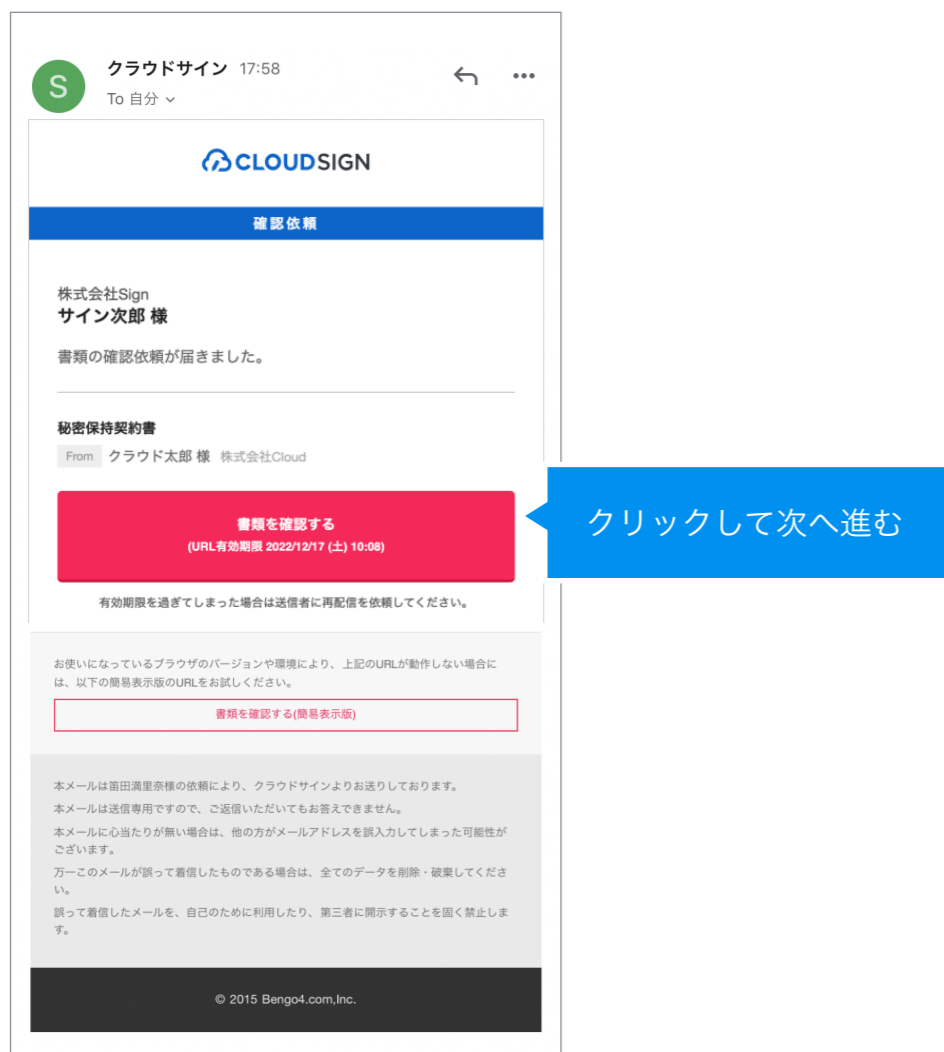 S
クラウドサイン 17:58
To 自分
CLOUDSIGN
確認依頼
株式会社Sign
サイン次郎 様
書類の確認依頼が届きました。
秘密保持契約書
From クラウド太郎 様 株式会社Cloud
書類を確認する
(URL有効期限 2022/12/17 (土) 10:08)
クリックして次へ進む
有効期限を過ぎてしまった場合は送信者に再配信を依頼してください。
お使いになっているブラウザのバージョンや環境により、上記のURLが動作しない場合に
は、以下の簡易表示版のURLをお試しください。
書類を確認する(簡易表示版)
本メールは笛田満里奈様の依頼により、クラウドサインよりお送りしております。
本メールは送信専用ですので、ご返信いただいてもお答えできません。
本メールに心当たりが無い場合は、他の方がメールアドレスを誤入力してしまった可能性が
ございます。
万一このメールが誤って着信したものである場合は、全てのデータを削除・破棄してくださ
い。
誤って着信したメールを、自己のために利用したり、第三者に開示することを固く禁止しま
す。
© 2015 Bengo4.com,Inc.